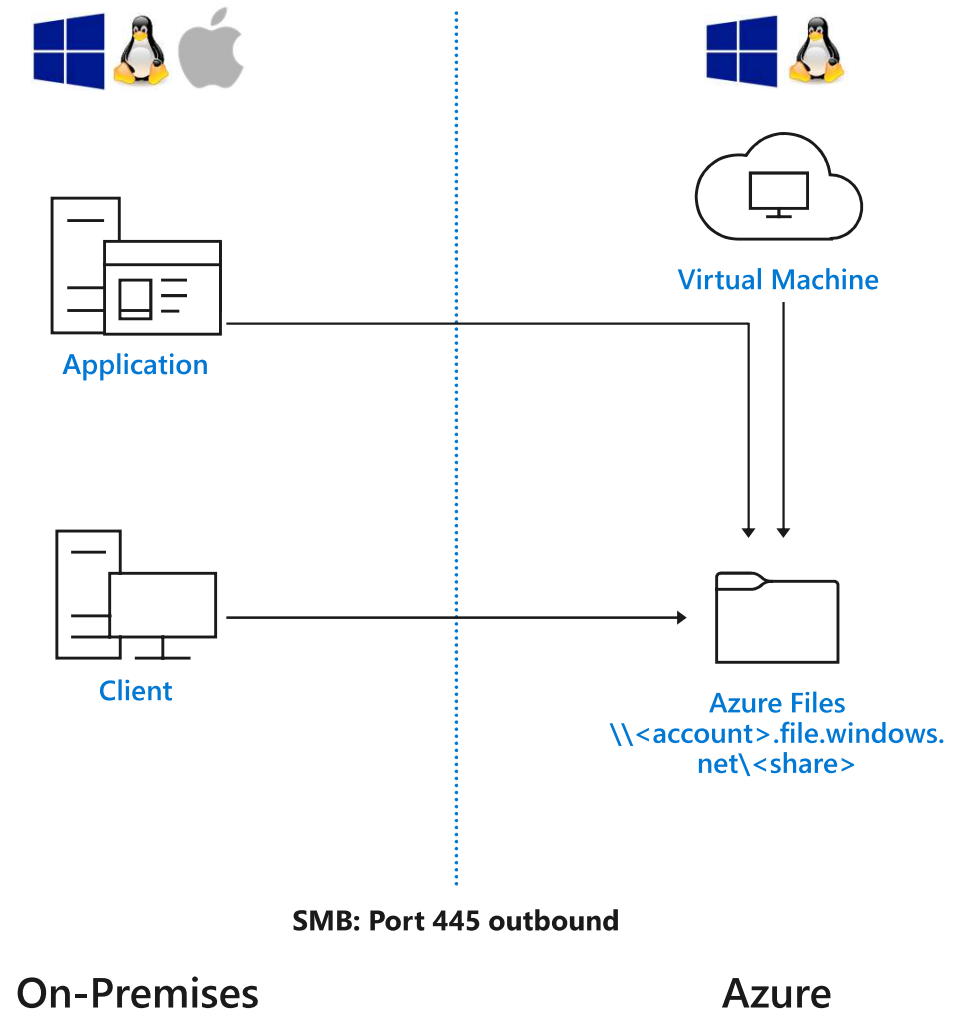 Virtual Machine
Application
Client
Azure Files
\\<account>.file.windows.
net\<share>
SMB: Port 445 outbound
On-Premises
Azure